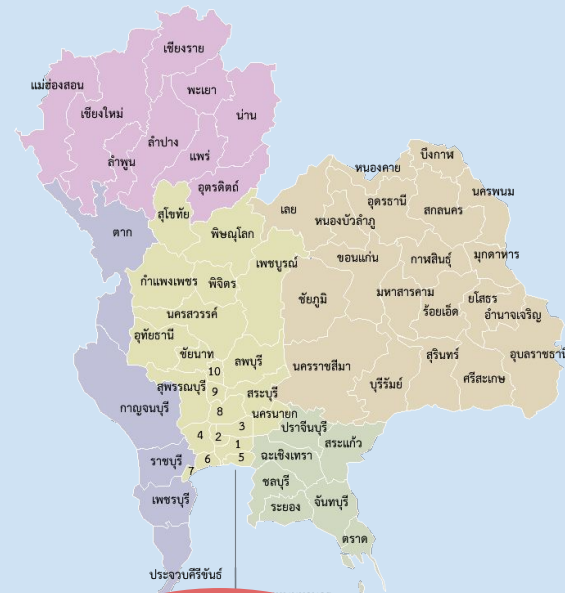 เชียงราย
แม่ฮ่องสอน
พะเยา
เชียงใหม่
น่าน
ลำปาง
แพร่
ลำพูน
อุตรดิตถ์
บึงกาฬ
หนองคาย
นครพนม
อุดรธานี
สกลนคร
เลย
หนองบัวลำภู
สุโขทัย
ตาก
พิษณุโลก
เพชบูรณ์
ขอนแก่น
กาฬสินธุ์
มุกดาหาร
กำแพงเพชร
พิจิตร
ชัยภูมิ
มหาสารคาม
ยโสธร
ร้อยเอ็ด
อำนาจเจริญ
นครสวรรค์
อุทัยธานี
ชัยนาท
ลพบุรี
นครราชสีมา
สุรินทร์
อุบลราชธานี
10
บุรีรัมย์
ศรีสะเกษ
สุพรรณบุรี
9
สระบุรี
กาญจนบุรี
8
นครนายก
3
ปราจีนบุรี
4
2
1
สระแก้ว
5
ฉะเชิงเทรา
ราชบุรี
6
7
ชลบุรี
เพชรบุรี
ระยอง
จันทบุรี
ตราด
ประจวบคีรีขันธ์